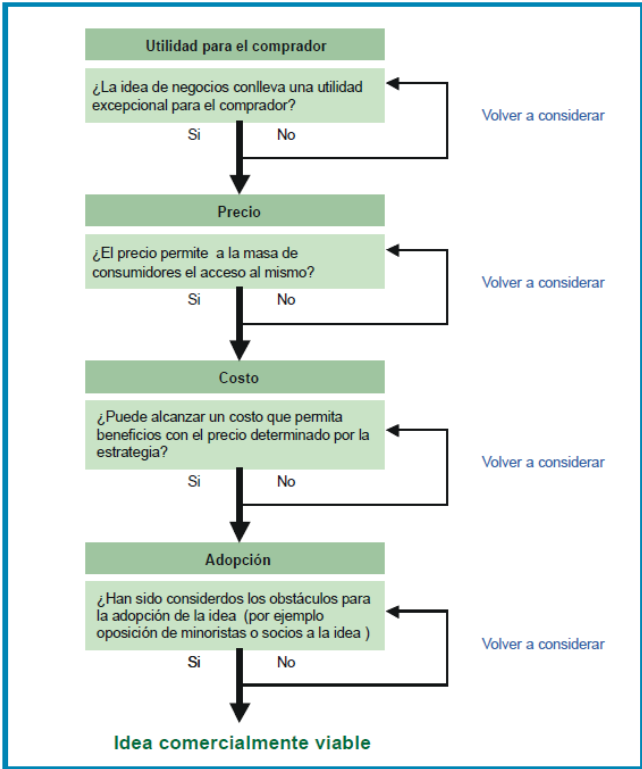 Utilidad para el comprador
¿La idea de negocios conlleva una utilidad
excepcional para el comprador?
Volver a considerar
Si No
Precio
¿El precio permite a la masa de
consumidores el acceso al mismo?
Volver a considerar
Si No
Costo
¿Puede alcanzar un costo que permita
beneficios con el precio determinado por la
estrategia?
Volver a considerar
Si No
Adopción
¿Han sido considerdos los obstáculos para
la adopción de la idea (por ejemplo
oposición de minoristas o socios a la idea )
Volver a considerar
Si No
Idea comercialmente viable